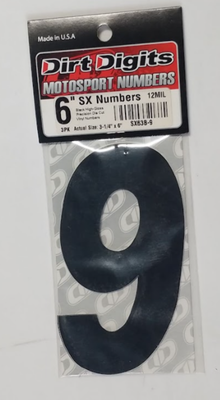 Made in U.S.A
Dirt Digits
MOTOSPORT NUMBERS
6" SX Numbers 12MIL
Black High-Gloss
Precision Die Cut
Vinyl Numbers
3PK Actual Size: 3-1/4" x 6" SX63B-9
9